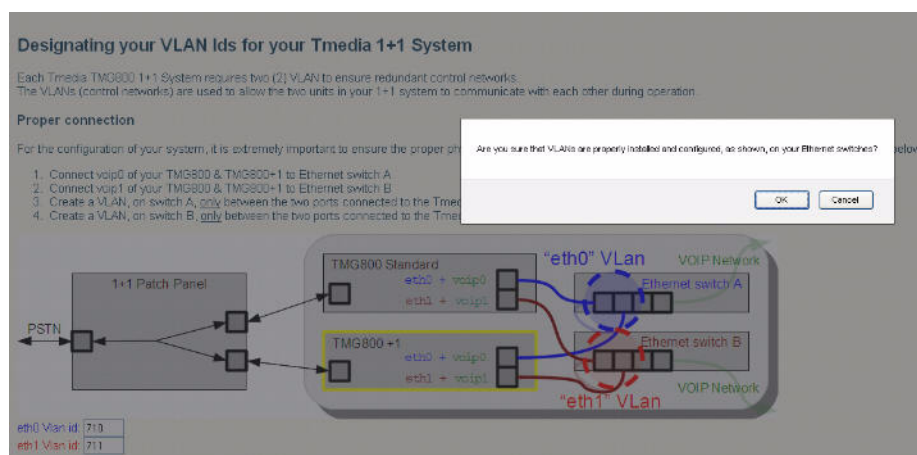 Designating your VLAN Ids for your Tmedia 1+1 System
Each Tmedia TMG800 1+1 System requires two (2) VLAN to ensure redundant control networks.
The VLANs (control networks) are used to allow the two units in your 1+1 system to communicate with each other during operation.
Proper connection
For the configuration of your system, it is extremely important to ensure the proper
below
Are you sure that VLANs are properly installed and configured, as shown, on your Ethernet switches?
OK Cancel
1. Connect voip0 of your TMG800 & TMG800+1 to Ethernet switch A
2. Connect voip1 of your TMG800 & TMG800+1 to Ethernet switch B
3. Create a VLAN, on switch A, only between the two ports connected to the
4. Create a VLAN, on switch B, only between the two ports connected to the
1+1 Patch Panel
PSTN
TMG800 Standard
eth0 + voip0
eth1 + voip1
TMG800 +1
eth0 + voip0
eth1 + voip1
"eth0" VLan
VOIP Network
Ethernet switch A
Ethernet switch B
VOIP Network
"eth1" VLan
eth0 Vlan id: 710
eth1 Vlan id: 711